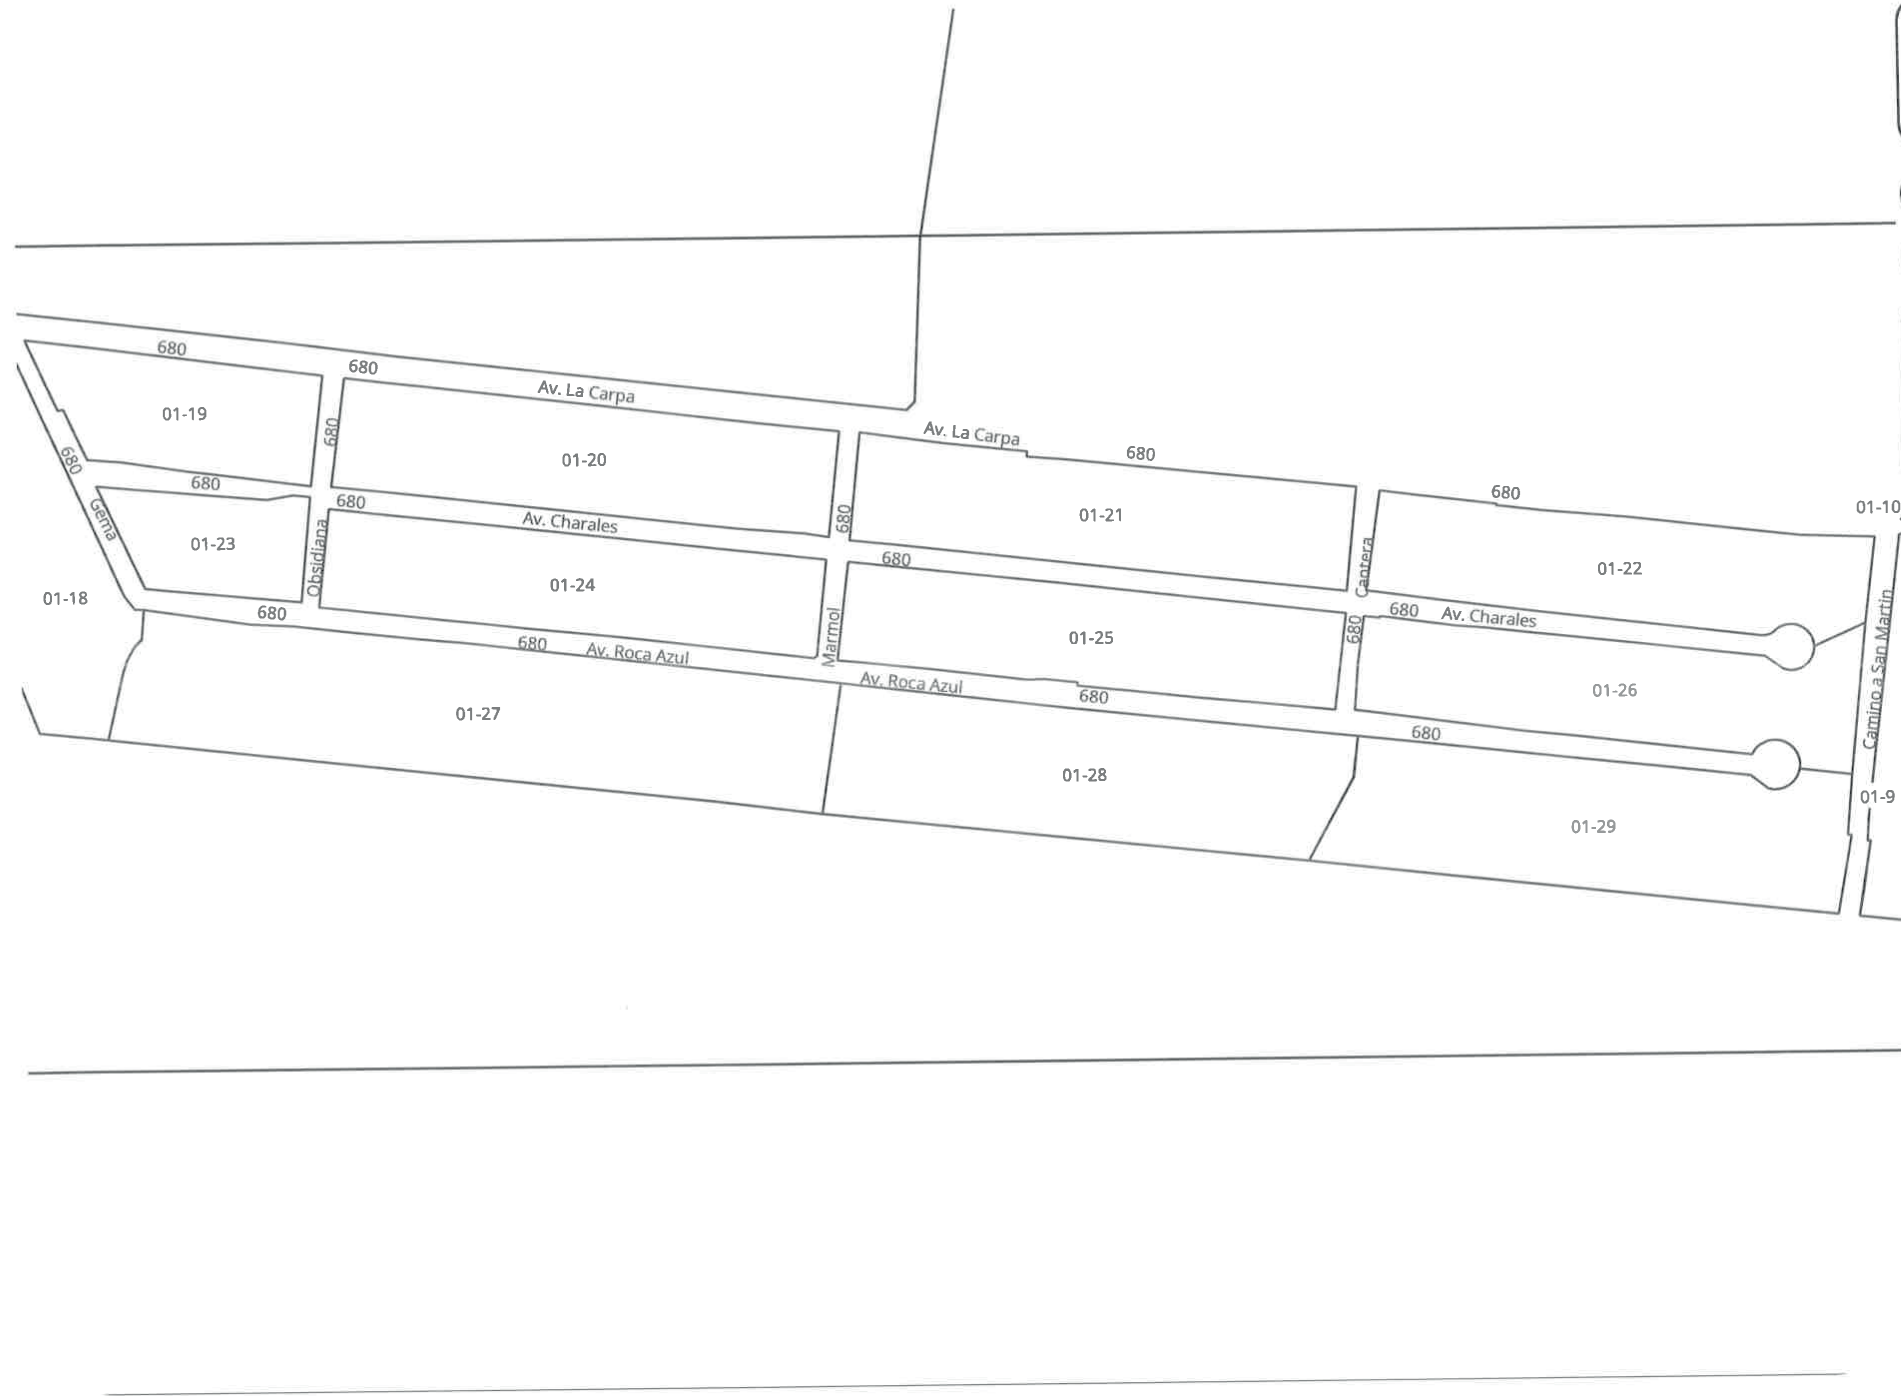 680
680
Av. La Carpa
Av. La Carpa
680
680
01-10
01-19
680
01-20
01-21
680
01-22
680
680
680
Av. Charales
680
680
Gema
01-23
Obsidiana
01-24
Cantera
680
Av. Charales
01-18
680
680
Av. Roca Azul
Marmol
01-25
680
Camino a San Martin
01-26
Av. Roca Azul
680
01-27
680
01-28
01-9
01-29